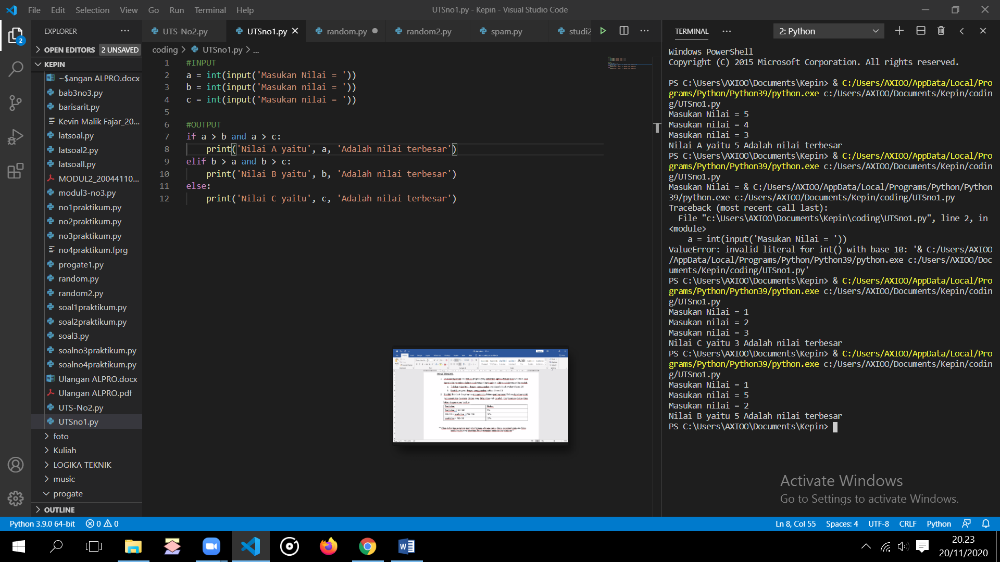 File Edit Selection View Go Run Terminal Help
UTSno1.py - Kepin - Visual Studio Code
EXPLORER
2
OPEN EDITORS 2 UNSAVED
KEPIN
~$angan ALPRO.docx
bab3no3.py
barisarit.py
Kevin Malik Fajar_20...
latsoal.py
latsoal2.py
latsoall.py
MODUL2_20044110...
modul3-no3.py
no1praktikum.py
no2praktikum.py
no3praktikum.py
no4praktikum.fprg
progate1.py
random.py
random2.py
soal1praktikum.py
soal2praktikum.py
soal3.py
soalno3praktikum.py
soalno4praktikum.py
Ulangan ALPRO.docx
Ulangan ALPRO.pdf
UTS-No2.py
UTSno1.py
foto
Kuliah
LOGIKA TEKNIK
music
progate
OUTLINE
UTS-No2.py UTSno1.py random.py random2.py spam.py studi2
coding > UTSno1.py > ...
1 #INPUT
2 a = int(input('Masukan Nilai = '))
3 b = int(input('Masukan nilai = '))
4 c = int(input('Masukan nilai = '))
5
6 #OUTPUT
7 if a > b and a > c:
8 print('Nilai A yaitu', a, 'Adalah nilai terbesar')
9 elif b > a and b > c:
10 print('Nilai B yaitu', b, 'Adalah nilai terbesar')
11 else:
12 print('Nilai C yaitu', c, 'Adalah nilai terbesar')
TERMINAL 2: Python
Windows PowerShell
Copyright (C) 2015 Microsoft Corporation. All rights reserved.
PS C:\Users\AXIOO\Documents\Kepin> & C:/Users/AXIOO/AppData/Local/Pro
grams/Python/Python39/python.exe c:/Users/AXIOO/Documents/Kepin/codin
g/UTSno1.py
Masukan Nilai = 5
Masukan nilai = 4
Masukan nilai = 3
Nilai A yaitu 5 Adalah nilai terbesar
PS C:\Users\AXIOO\Documents\Kepin> & C:/Users/AXIOO/AppData/Local/Pro
grams/Python/Python39/python.exe c:/Users/AXIOO/Documents/Kepin/codin
g/UTSno1.py
Masukan Nilai = & C:/Users/AXIOO/AppData/Local/Programs/Python/Python
39/python.exe c:/Users/AXIOO/Documents/Kepin/coding/UTSno1.py
Traceback (most recent call last):
File "c:\Users\AXIOO\Documents\Kepin\coding\UTSno1.py", line 2, in
<module>
a = int(input('Masukan Nilai = '))
ValueError: invalid literal for int() with base 10: '& C:/Users/AXIOO
/AppData/Local/Programs/Python/Python39/python.exe c:/Users/AXIOO/Doc
uments/Kepin/coding/UTSno1.py'
PS C:\Users\AXIOO\Documents\Kepin> & C:/Users/AXIOO/AppData/Local/Pro
grams/Python/Python39/python.exe c:/Users/AXIOO/Documents/Kepin/codin
g/UTSno1.py
Masukan Nilai = 1
Masukan nilai = 2
Masukan nilai = 3
Nilai C yaitu 3 Adalah nilai terbesar
PS C:\Users\AXIOO\Documents\Kepin> & C:/Users/AXIOO/AppData/Local/Pro
grams/Python/Python39/python.exe c:/Users/AXIOO/Documents/Kepin/codin
g/UTSno1.py
Masukan Nilai = 1
Masukan nilai = 5
Masukan nilai = 2
Nilai B yaitu 5 Adalah nilai terbesar
PS C:\Users\AXIOO\Documents\Kepin>
Activate Windows
Go to Settings to activate Windows.
Python 3.9.0 64-bit 0 0
Ln 8, Col 55 Spaces: 4 UTF-8 CRLF Python
20.23
20/11/2020